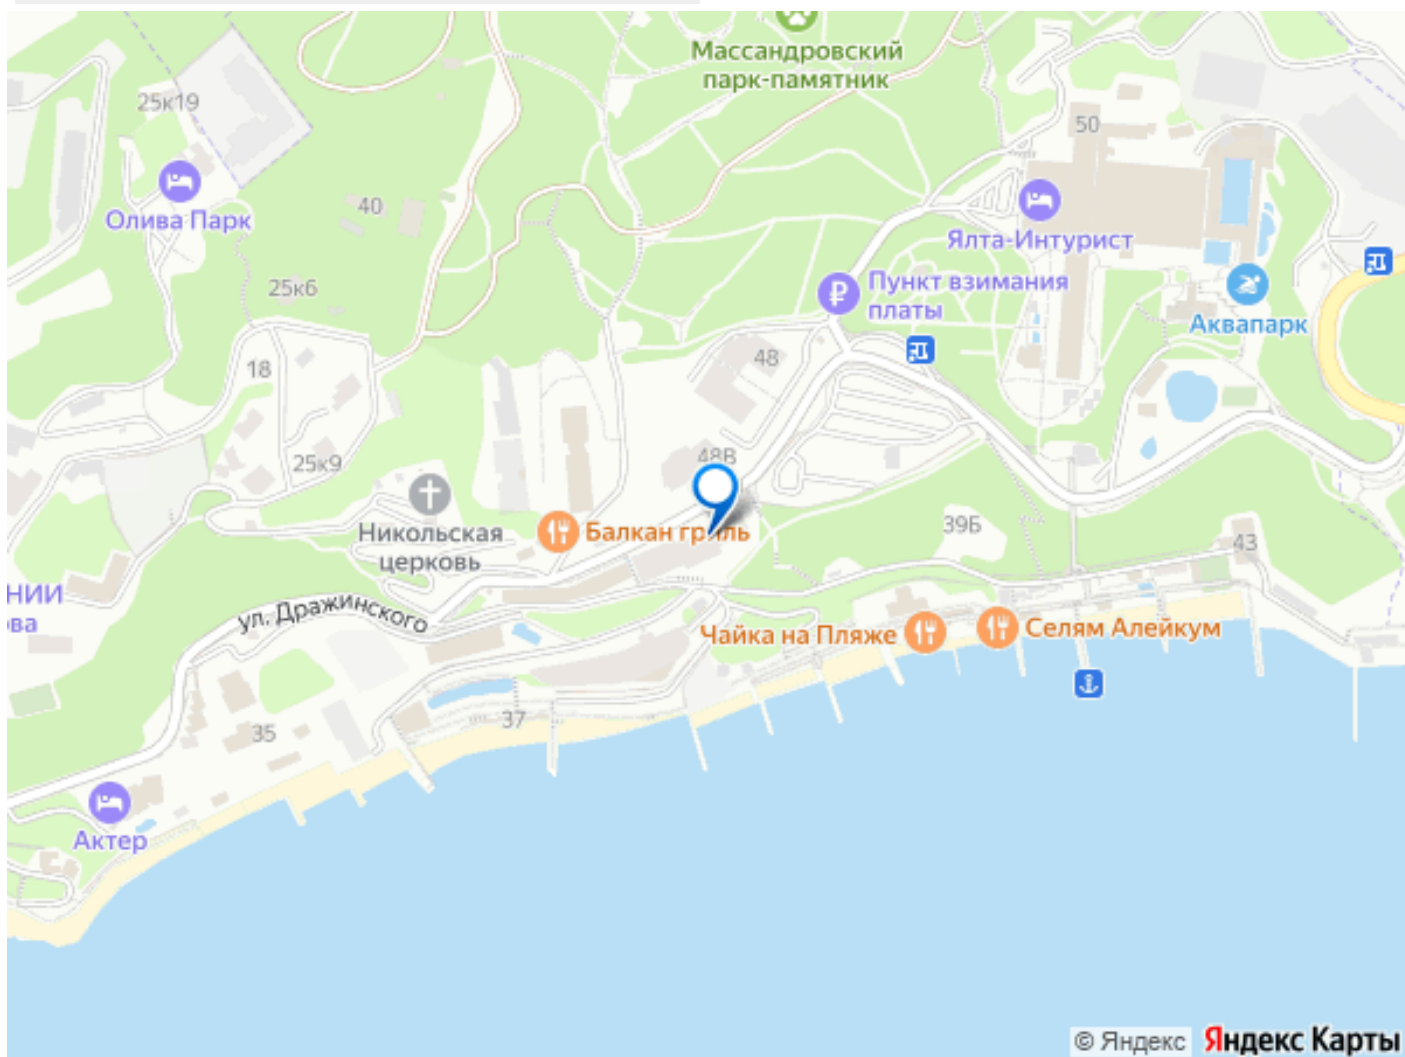 Массандровский
парк-памятник
25к19
50
Олива Парк
40
Ялта-Интурист
25к6
Пункт взимания
платы
Аквапарк
48
18
48В
25к9
Никольская
церковь
Балкан гриль
39Б
43
НИИ
ова
ул. Дражинского
Чайка на Пляже
Селям Алейкум
37
35
Актер
© Яндекс Яндекс Карты